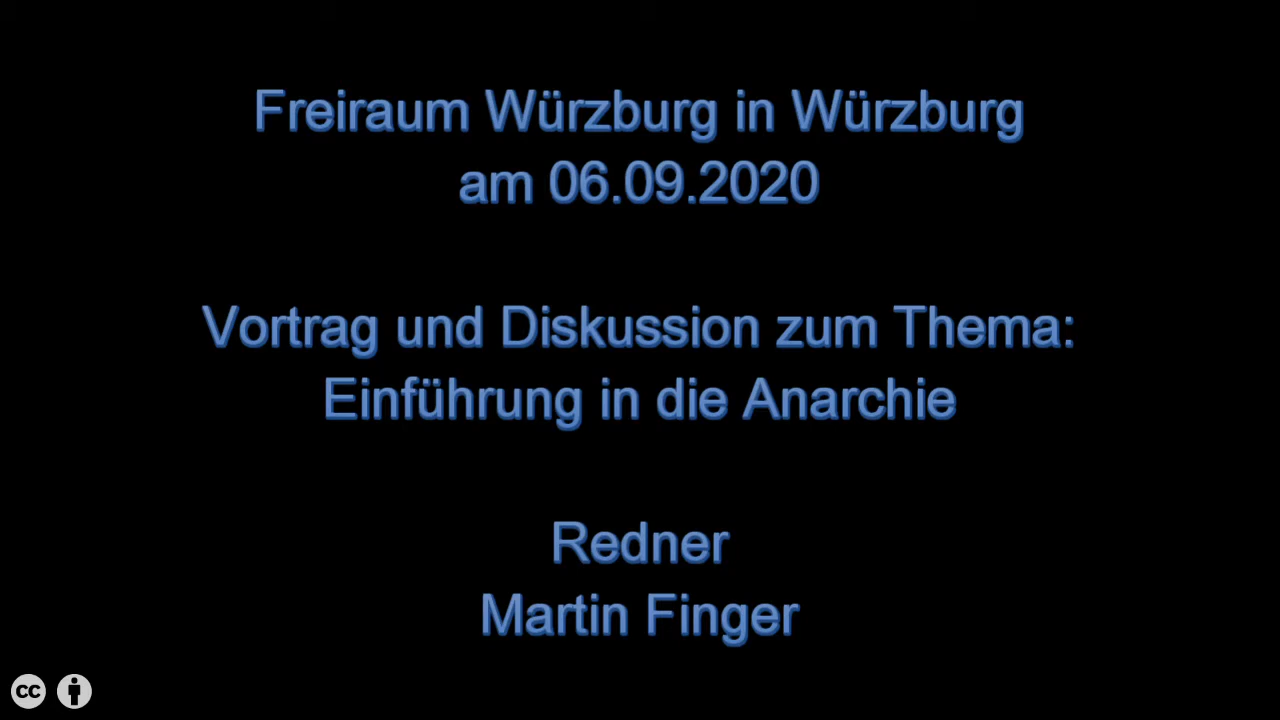 Freiraum Würzburg in Würzburg
am 06.09.2020
Vortrag und Diskussion zum Thema:
Einführung in die Anarchie
Redner
Martin Finger
cc